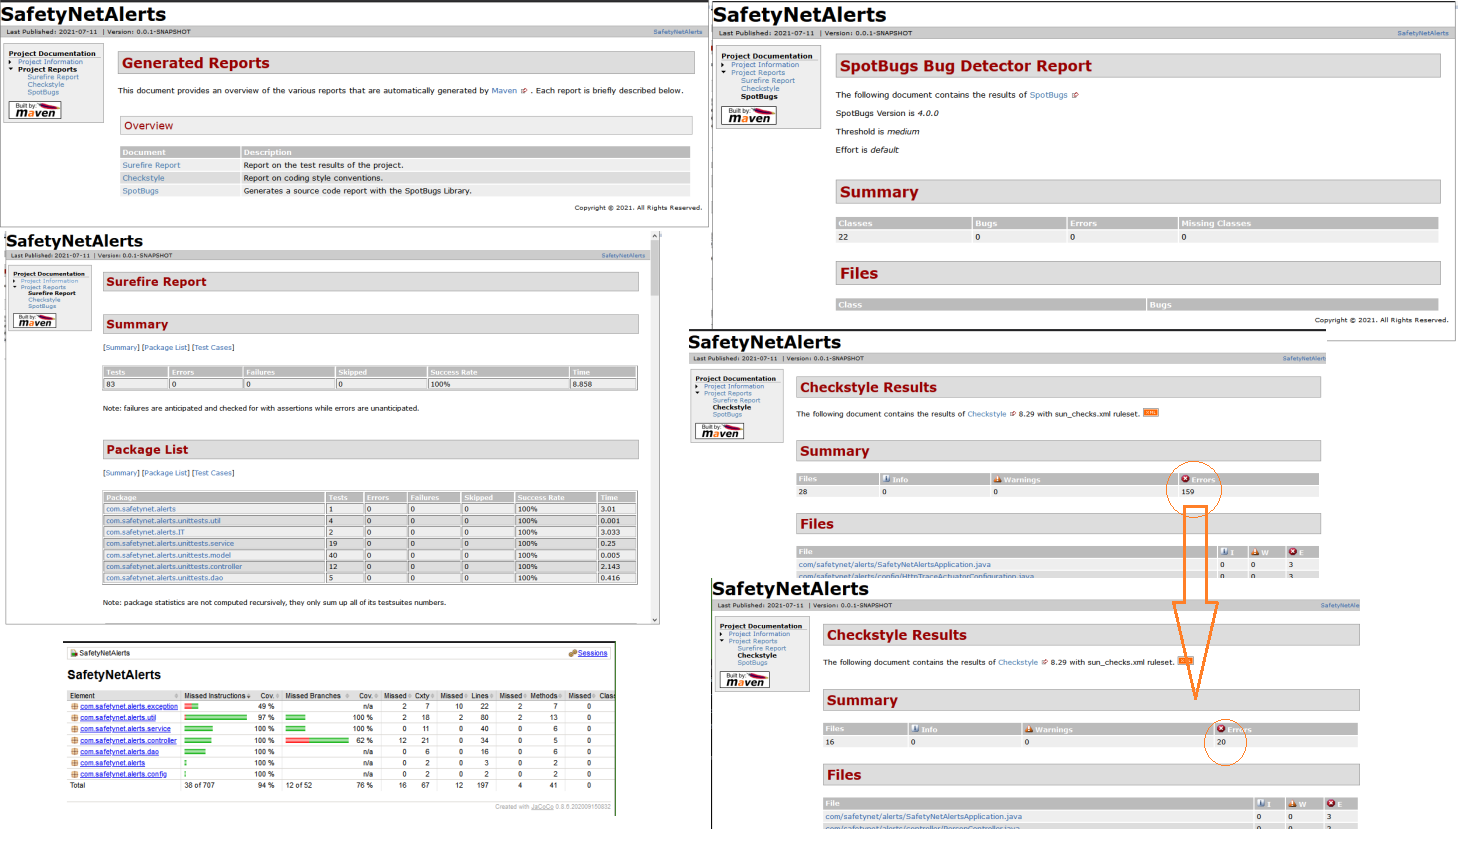 SafetyNetAlerts
Last Published: 2021-07-11 | Version: 0.0.1-SNAPSHOT SafetyNetAlerts
Project Documentation
Project Information
Project Reports
Surefire Report
Checkstyle
SpotBugs
Built by:
maven
Generated Reports
This document provides an overview of the various reports that are automatically generated by Maven . Each report is briefly described below.
Overview
Document Description
Surefire Report Report on the test results of the project.
Checkstyle Report on coding style conventions.
SpotBugs Generates a source code report with the SpotBugs Library.
Copyright © 2021. All Rights Reserved.
SafetyNetAlerts
Last Published: 2021-07-11 | Version: 0.0.1-SNAPSHOT SafetyNetAlerts
Project Documentation
Project Information
Project Reports
Surefire Report
Checkstyle
SpotBugs
Built by:
maven
SpotBugs Bug Detector Report
The following document contains the results of SpotBugs
SpotBugs Version is 4.0.0
Threshold is medium
Effort is default
Summary
Classes Bugs Errors Missing Classes
22 0 0 0
Files
Class Bugs
Copyright © 2021. All Rights Reserved.
SafetyNetAlerts
Last Published: 2021-07-11 | Version: 0.0.1-SNAPSHOT SafetyNetAlerts
Project Documentation
Project Information
Project Reports
Surefire Report
Checkstyle
SpotBugs
Built by:
maven
Surefire Report
Summary
[Summary] [Package List] [Test Cases]
Tests Errors Failures Skipped Success Rate Time
83 0 0 0 100% 8.858
Note: failures are anticipated and checked for with assertions while errors are unanticipated.
Package List
[Summary] [Package List] [Test Cases]
Package Tests Errors Failures Skipped Success Rate Time
com.safetynet.alerts 1 0 0 0 100% 3.01
com.safetynet.alerts.unittests.util 4 0 0 0 100% 0.001
com.safetynet.alerts.IT 2 0 0 0 100% 3.033
com.safetynet.alerts.unittests.service 19 0 0 0 100% 0.25
com.safetynet.alerts.unittests.model 40 0 0 0 100% 0.005
com.safetynet.alerts.unittests.controller 12 0 0 0 100% 2.143
com.safetynet.alerts.unittests.dao 5 0 0 0 100% 0.416
Note: package statistics are not computed recursively, they only sum up all of its testsuites numbers.
SafetyNetAlerts
Last Published: 2021-07-11 | Version: 0.0.1-SNAPSHOT SafetyNetAlert
Project Documentation
Project Information
Project Reports
Surefire Report
Checkstyle
SpotBugs
Built by:
maven
Checkstyle Results
The following document contains the results of Checkstyle 8.29 with sun_checks.xml ruleset.
Summary
Files Info Warnings Errors
28 0 0 159
Files
File I W E
com/safetynet/alerts/SafetyNetAlertsApplication.java 0 0 3
com/safetynet/alerts/config/HttpTraceActuatorConfiguration.java 0 0 3
SafetyNetAlerts
Last Published: 2021-07-11 | Version: 0.0.1-SNAPSHOT SafetyNetAle
Project Documentation
Project Information
Project Reports
Surefire Report
Checkstyle
SpotBugs
Built by:
maven
Checkstyle Results
The following document contains the results of Checkstyle 8.29 with sun_checks.xml ruleset.
Summary
Files Info Warnings Errors
16 0 0 20
Files
File I W E
com/safetynet/alerts/SafetyNetAlertsApplication.java 0 0 3
com/safetynet/alerts/controller/PersonController.java 0 0
SafetyNetAlerts Sessions
SafetyNetAlerts
Element Missed Instructions Cov. Missed Branches Cov. Missed Cxty Missed Lines Missed Methods Missed Class
com.safetynet.alerts.exception 49 % n/a 2 7 10 22 2 7 0
com.safetynet.alerts.util 97 % 100 % 2 18 2 80 2 13 0
com.safetynet.alerts.service 100 % 100 % 0 11 0 40 0 6 0
com.safetynet.alerts.controller 100 % 62 % 12 21 0 34 0 5 0
com.safetynet.alerts.dao 100 % n/a 0 6 0 16 0 6 0
com.safetynet.alerts 100 % n/a 0 2 0 3 0 2 0
com.safetynet.alerts.config 100 % n/a 0 2 0 2 0 2 0
Total 38 of 707 94 % 12 of 52 76 % 16 67 12 197 4 41 0
Created with JaCoCo 0.8.6.202009150832